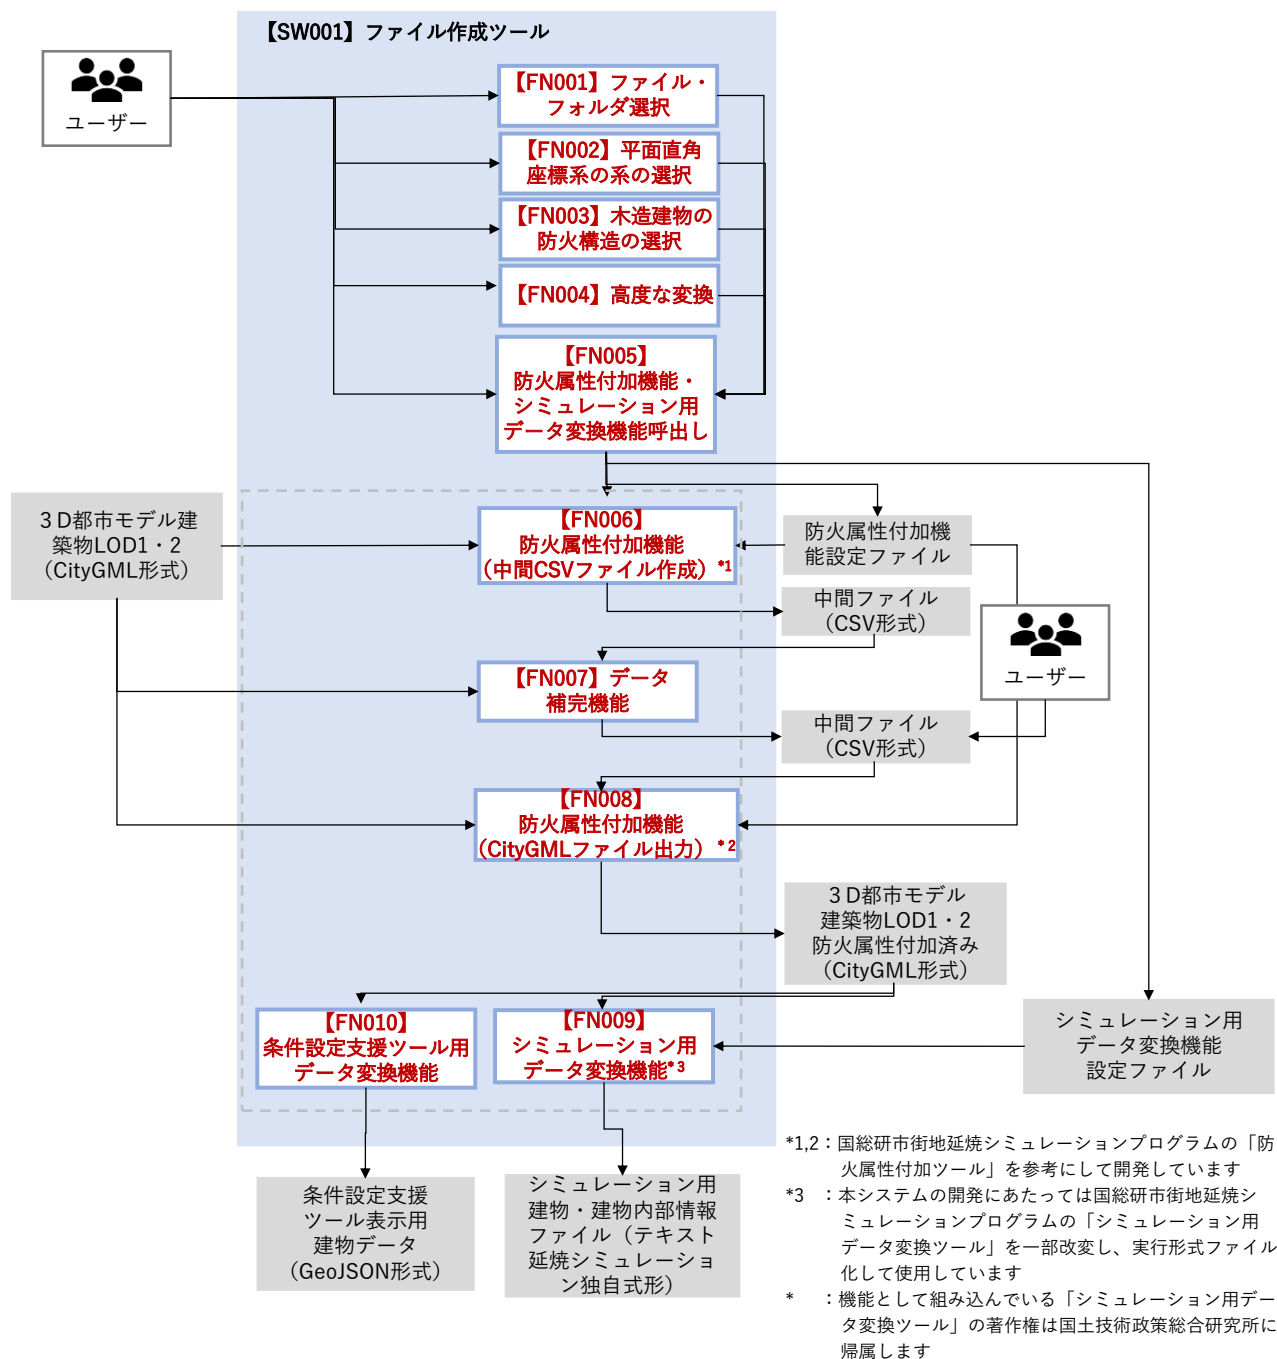 【SW001】ファイル作成ツール
ユーザー
【FN001】ファイル・
フォルダ選択
【FN002】平面直角
座標系の系の選択
【FN003】木造建物の
防火構造の選択
【FN004】高度な変換
【FN005】
防火属性付加機能・
シミュレーション用
データ変換機能呼出し
３Ｄ都市モデル建
築物LOD1・2
（CityGML形式）
【FN006】
防火属性付加機能
（中間CSVファイル作成）*1
防火属性付加機
能設定ファイル
中間ファイル
（CSV形式）
ユーザー
【FN007】データ
補完機能
中間ファイル
（CSV形式）
【FN008】
防火属性付加機能
（CityGMLファイル出力）*2
３Ｄ都市モデル
建築物LOD1・2
防火属性付加済み
（CityGML形式）
【FN010】
条件設定支援ツール用
データ変換機能
【FN009】
シミュレーション用
データ変換機能*3
シミュレーション用
データ変換機能
設定ファイル
条件設定支援
ツール表示用
建物データ
（GeoJSON形式）
シミュレーション用
建物・建物内部情報
ファイル（テキスト
延焼シミュレーショ
ン独自式形）
*1,2：国総研市街地延焼シミュレーションプログラムの「防
火属性付加ツール」を参考にして開発しています
*3　：本システムの開発にあたっては国総研市街地延焼シ
ミュレーションプログラムの「シミュレーション用
データ変換ツール」を一部改変し、実行形式ファイル
化して使用しています
*　：機能として組み込んでいる「シミュレーション用デー
タ変換ツール」の著作権は国土技術政策総合研究所に
帰属します